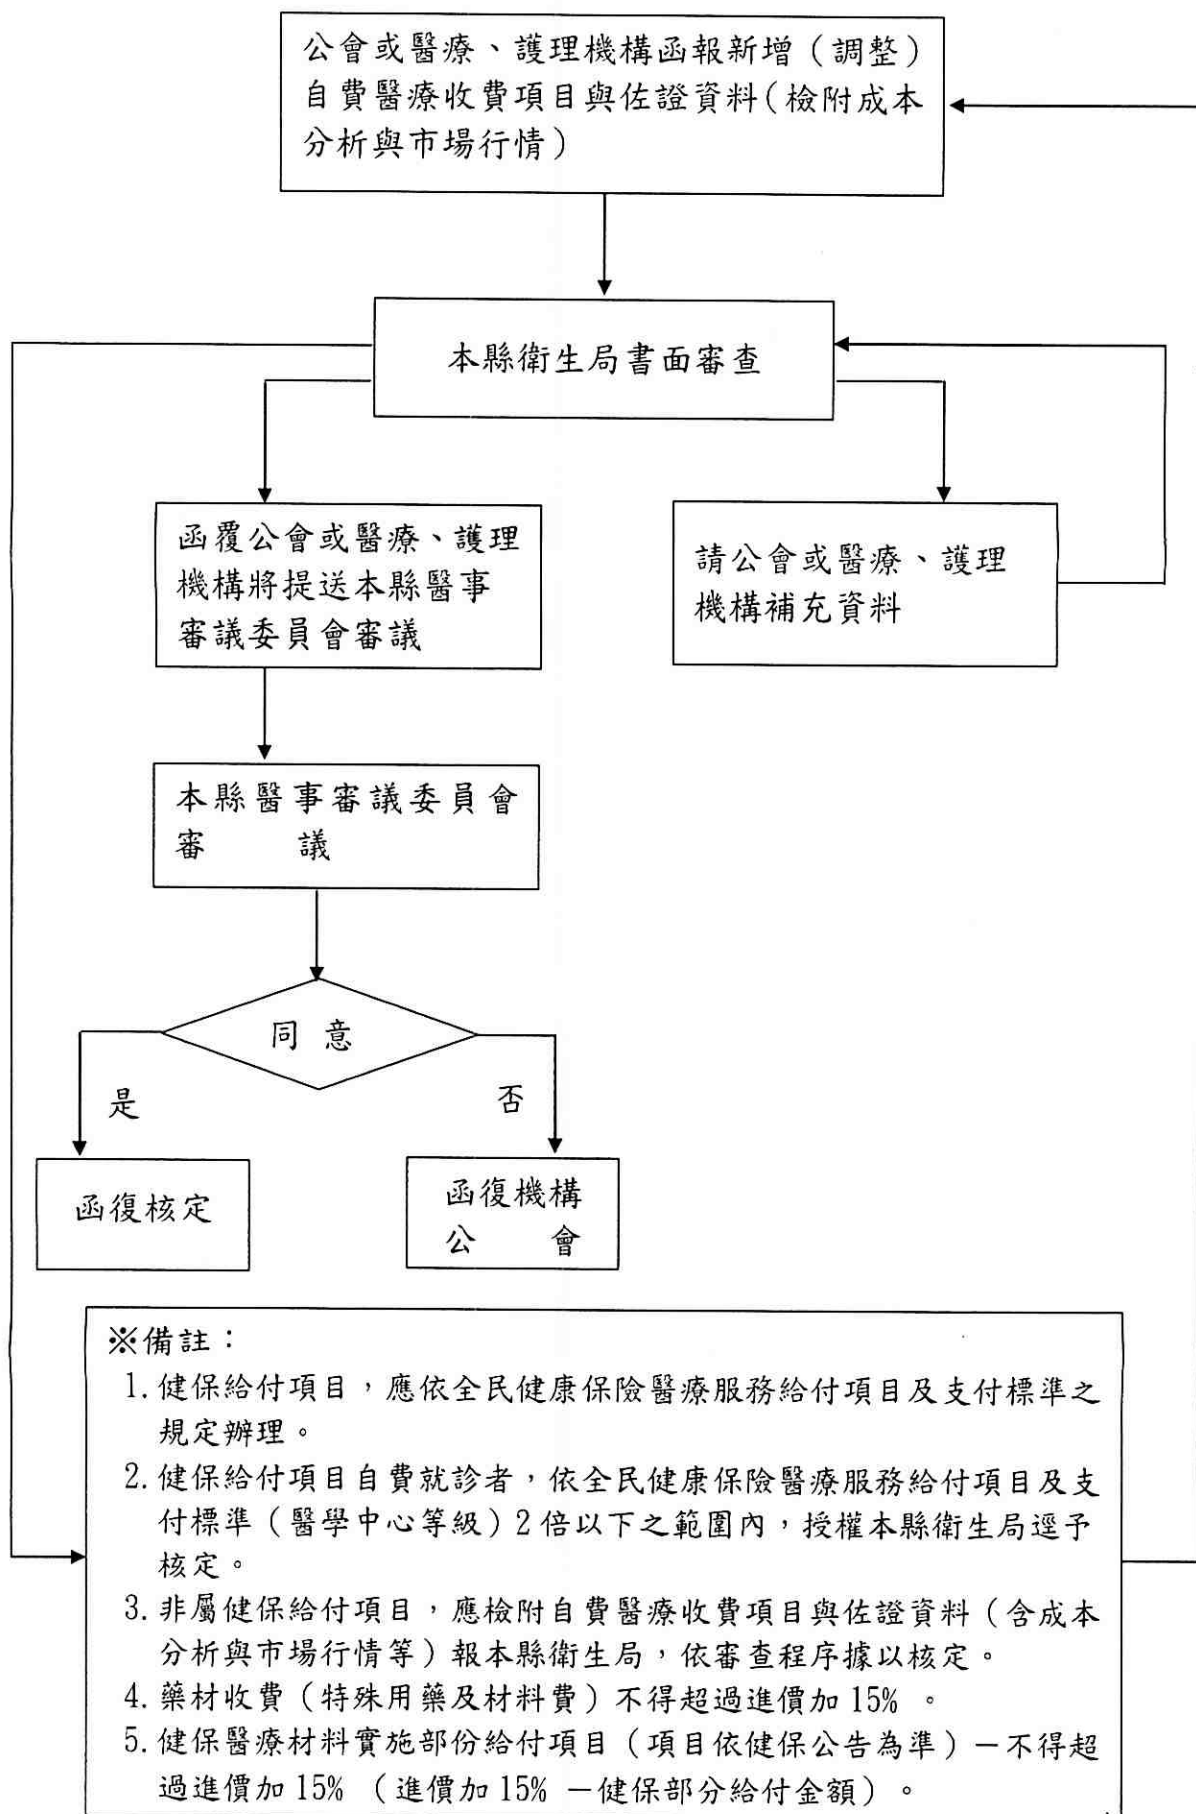 公會或醫療、護理機構函報新增（調整）
自費醫療收費項目與佐證資料(檢附成本
分析與市場行情)
本縣衛生局書面審查
函覆公會或醫療、護理
機構將提送本縣醫事
審議委員會審議
請公會或醫療、護理
機構補充資料
本縣醫事審議委員會
審 議
同 意
是
否
函復核定
函復機構
公 會
※備註：
1. 健保給付項目，應依全民健康保險醫療服務給付項目及支付標準之
規定辦理。
2. 健保給付項目自費就診者，依全民健康保險醫療服務給付項目及支
付標準（醫學中心等級）2 倍以下之範圍內，授權本縣衛生局逕予
核定。
3. 非屬健保給付項目，應檢附自費醫療收費項目與佐證資料（含成本
分析與市場行情等）報本縣衛生局，依審查程序據以核定。
4. 藥材收費（特殊用藥及材料費）不得超過進價加 15% 。
5. 健保醫療材料實施部份給付項目（項目依健保公告為準）－不得超
過進價加 15% （進價加 15% －健保部分給付金額）。